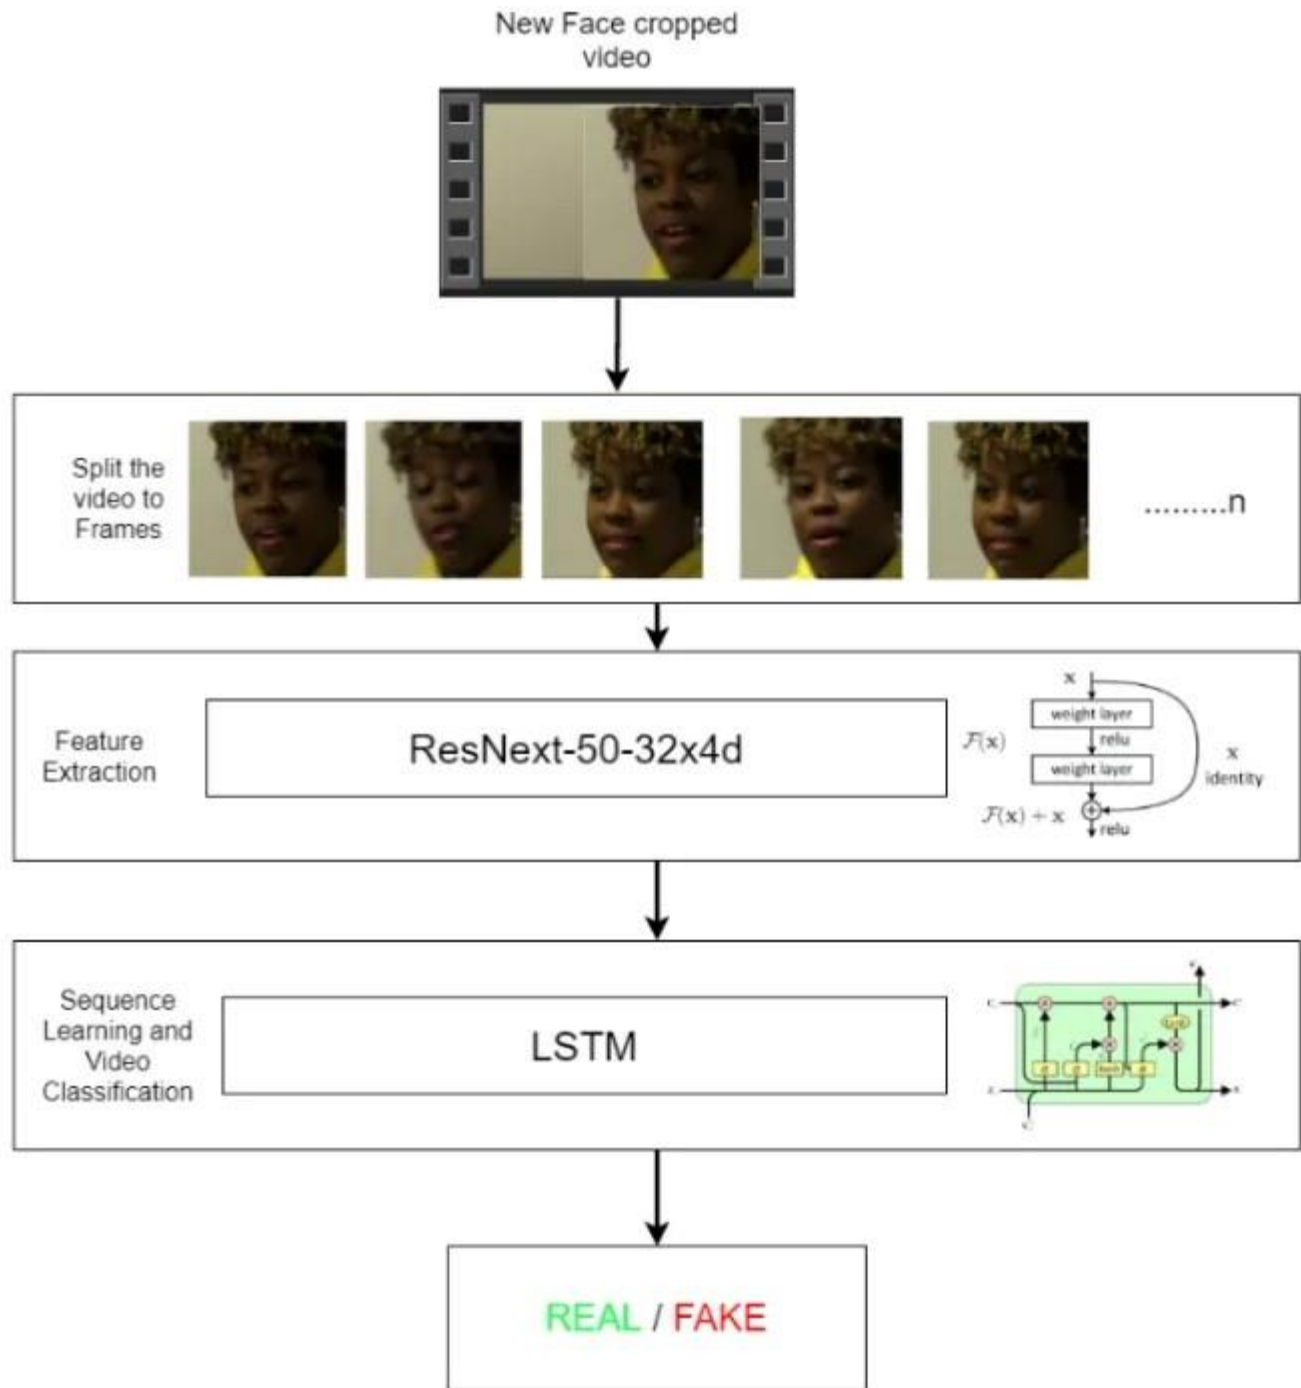 New Face cropped
video
Split the
video to
Frames
.........n
Feature
Extraction
ResNext-50-32x4d
x
weight layer
F(x)
relu
weight layer
x
identity
F(x) + x
relu
Sequence
Learning and
Video
Classification
LSTM
tanh
REAL / FAKE